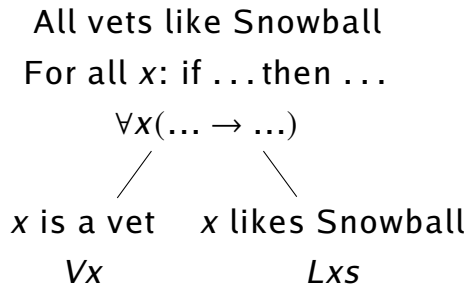 All vets like Snowball
For all x: if ... then ...
∀x(... → ...)
x is a vet x likes Snowball
Vx Lxs